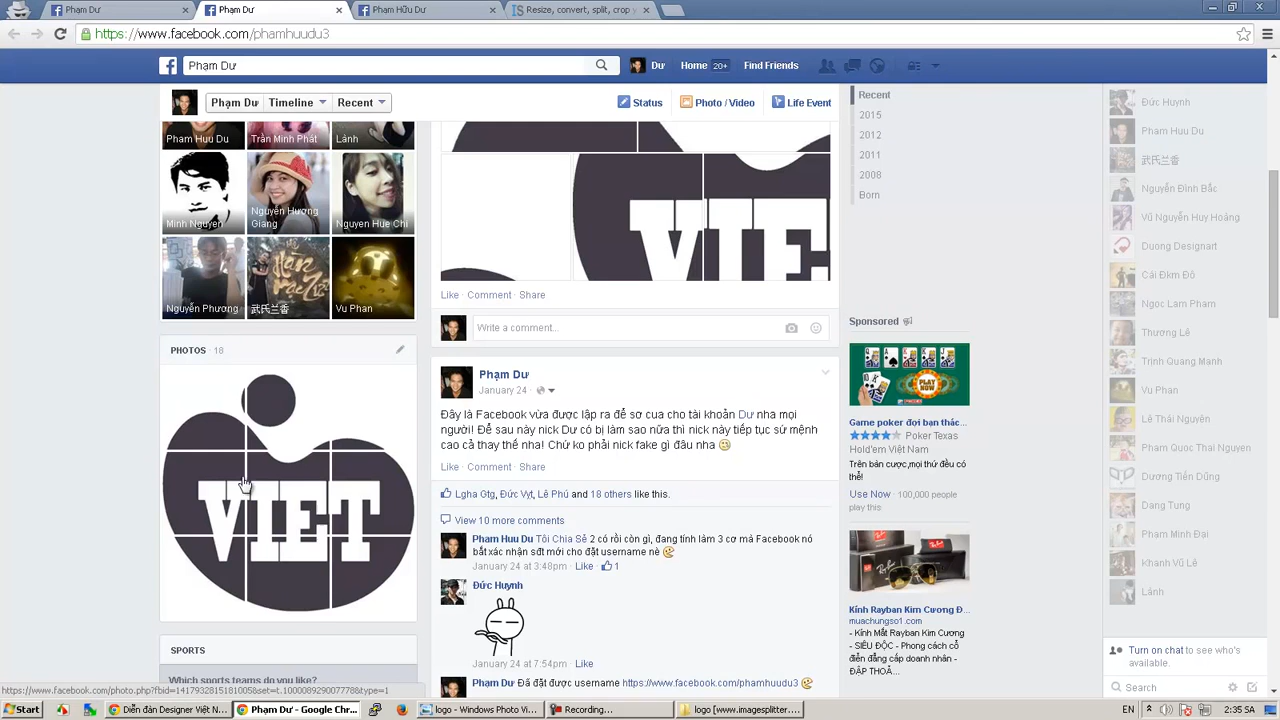 Phạm Dư
Phạm Dư
Phạm Hữu Dư
Resize, convert, split, crop y
https://www.facebook.com/phamhuudu3
Phạm Dư
Dư
Home 20+
Find Friends
Phạm Dư
Timeline
Recent
Status
Photo / Video
Life Event
Pham Huu Du
Trần Minh Phát
Lánh
Minh Nguyen
Nguyễn Hương Giang
Nguyen Hue Chi
Nguyễn Phương
武氏兰香
Vu Phan
PHOTOS · 18
VIET
SPORTS
Which sports teams do you like?
VIE
Like · Comment · Share
Write a comment...
Phạm Dư
January 24 ·
Đây là Facebook vừa được lập ra để sơ cua cho tài khoản Dư nha mọi
người! Để sau này nick Dư có bị làm sao nữa thì nick này tiếp tục sứ mệnh
cao cả thay thế nha! Chứ ko phải nick fake gì đâu nha
Like · Comment · Share
Lgha Gtg, Đức Vyt, Lê Phú and 18 others like this.
View 10 more comments
Pham Huu Du Tôi Chia Sẻ 2 có rồi còn gì, đang tính làm 3 cơ mà Facebook nó
bắt xác nhận sđt mới cho đặt username nè
January 24 at 3:48pm · Like · 1
Đức Huynh
January 24 at 7:54pm · Like
Phạm Dư Đã đặt được username https://www.facebook.com/phamhuudu3
Recent
2015
2012
2011
2008
Born
Sponsored
PLAY NOW
Game poker đợi bạn thác...
Poker Texas
Hold'em Việt Nam
Trên bán cược,mọi thứ đều có
thể!
Use Now · 100,000 people
play this.
Kính Rayban Kim Cương Đ...
muachungso1.com
- Kính Mắt Rayban Kim Cương
- SIÊU ĐỘC - Phong cách cổ
điển đẳng cấp doanh nhân -
ĐẬP THOẢ...
Đức Huynh
Pham Huu Du
武氏兰香
Nguyễn Đình Bắc
Vũ Nguyễn Huy Hoàng
Duong Designart
Cái Đkm Đô
Ngọc Lam Phạm
Thương Lê
Trịnh Quang Mạnh
Vu Phan
Lê Thái Nguyên
Phạm Quoc Thai Nguyen
Dương Tiến Dũng
Dang Tung
Phạm Minh Đại
Khanh Vũ Lê
Lánh
Turn on chat to see who's
available.
Search
https://www.facebook.com/photo.php?fbid=1417932815181005&set=t.100008929007778&type=1
Start
Diễn đàn Designer Việt N...
Phạm Dư - Google Chr...
logo - Windows Photo Vi...
Recording...
logo [www.imagesplitter....
EN
2:35 SA